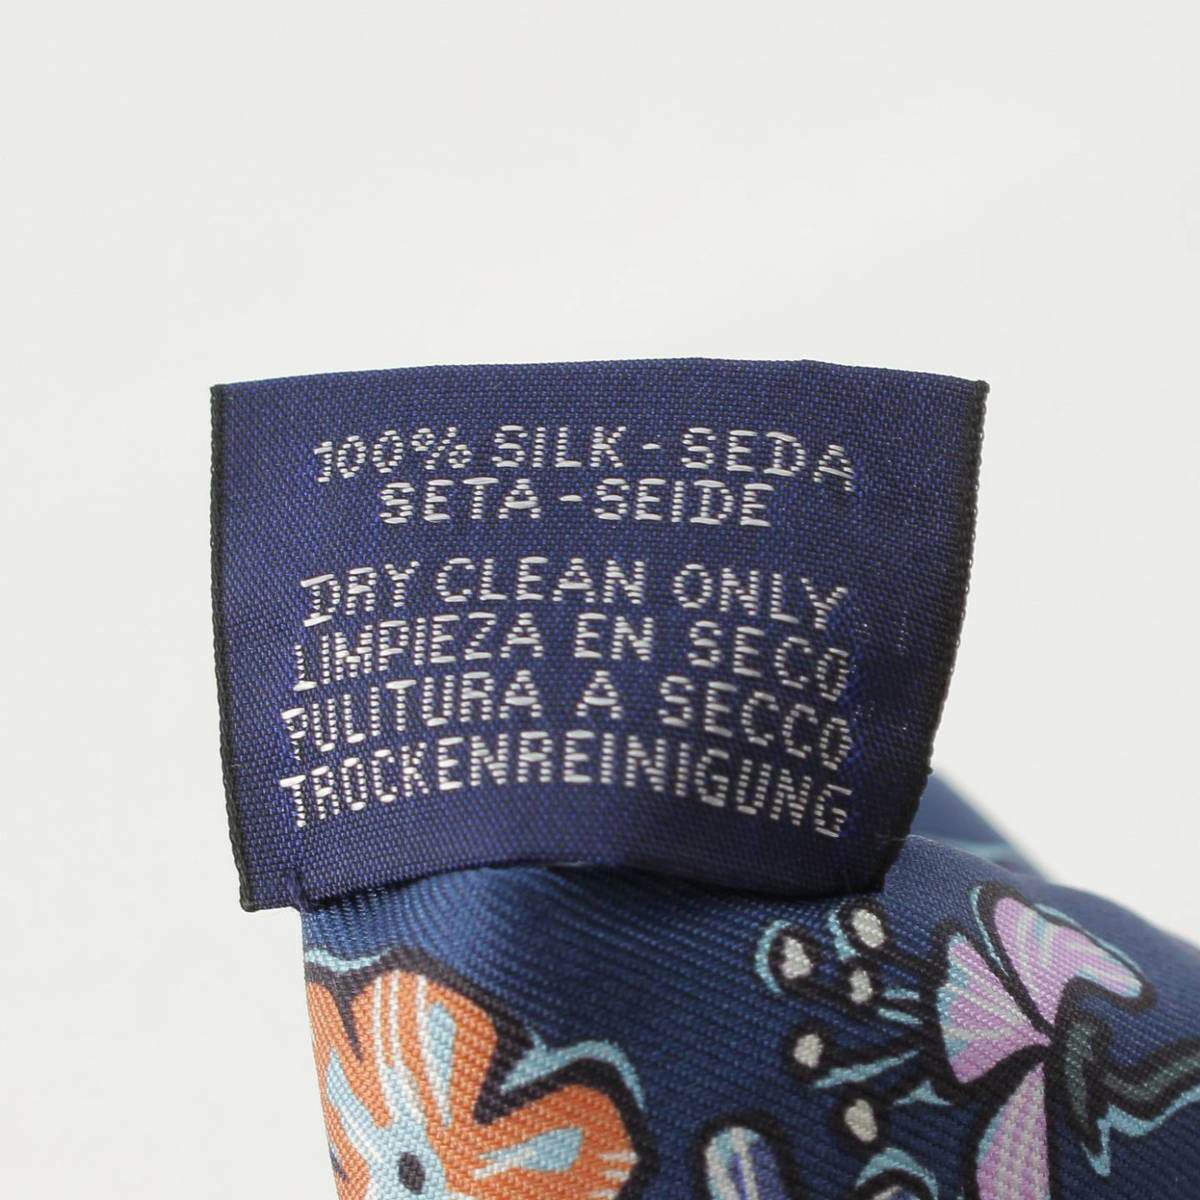 100% SILK - SEDA
SETA - SEIDE
DRY CLEAN ONLY
LIMPIEZA EN SECO
PULITURA A SECCO
TROCKENREINIGUNG